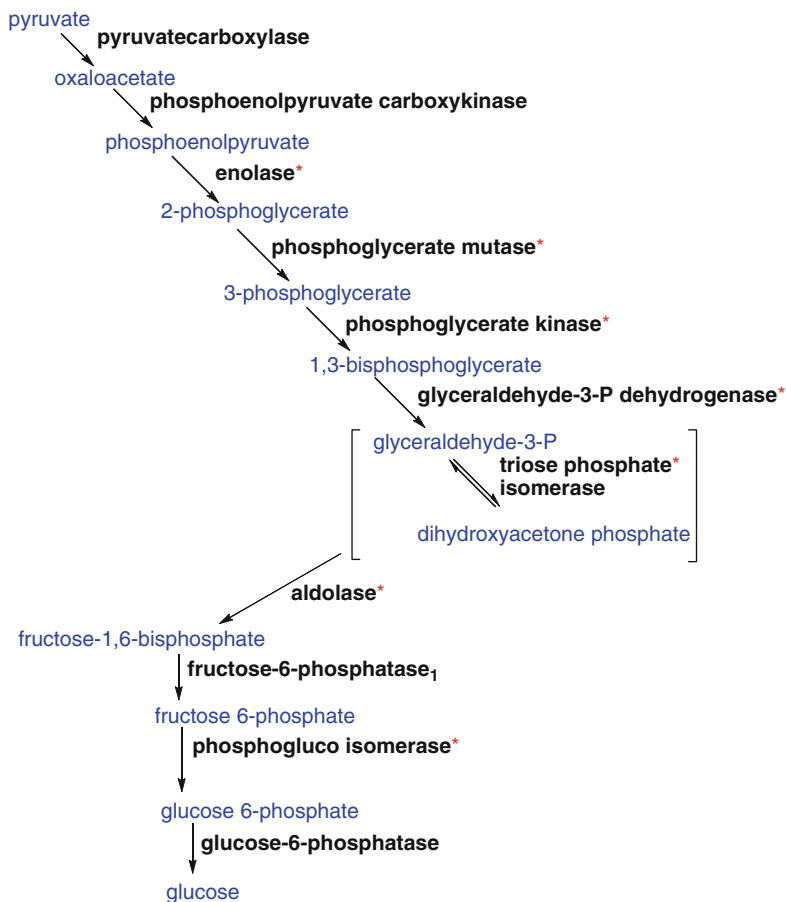 pyruvate
pyruvatecarboxylase
oxaloacetate
phosphoenolpyruvate carboxykinase
phosphoenolpyruvate
enolase*
2-phosphoglycerate
phosphoglycerate mutase*
3-phosphoglycerate
phosphoglycerate kinase*
1,3-bisphosphoglycerate
glyceraldehyde-3-P dehydrogenase*
glyceraldehyde-3-P
triose phosphate*
isomerase
dihydroxyacetone phosphate
aldolase*
fructose-1,6-bisphosphate
fructose-6-phosphatase₁
fructose 6-phosphate
phosphogluco isomerase*
glucose 6-phosphate
glucose-6-phosphatase
glucose